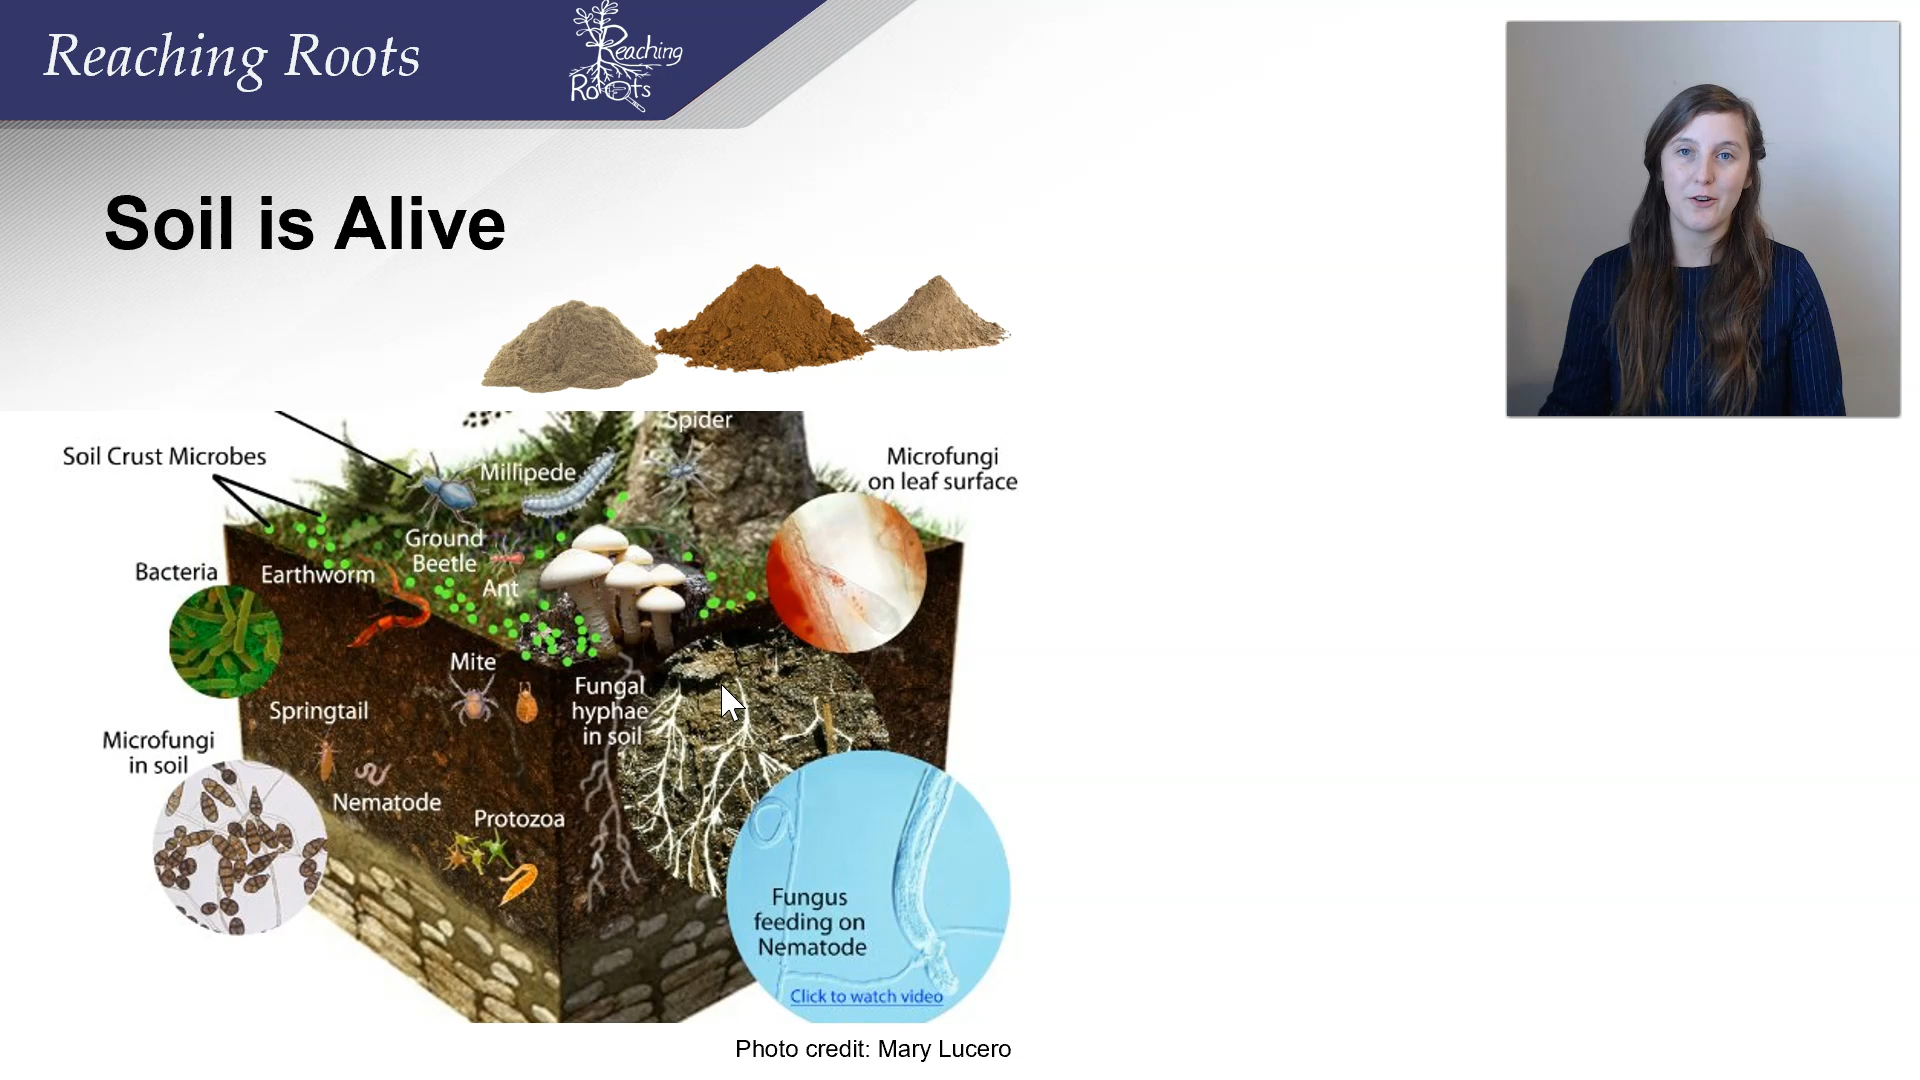 Reaching Roots
Reaching
Roots
Soil is Alive
Spider
Soil Crust Microbes
Millipede
Microfungi
on leaf surface
Ground
Beetle
Bacteria
Earthworm
Ant
Mite
Fungal
hyphae
in soil
Springtail
Microfungi
in soil
Nematode
Protozoa
Fungus
feeding on
Nematode
Click to watch video
Photo credit: Mary Lucero